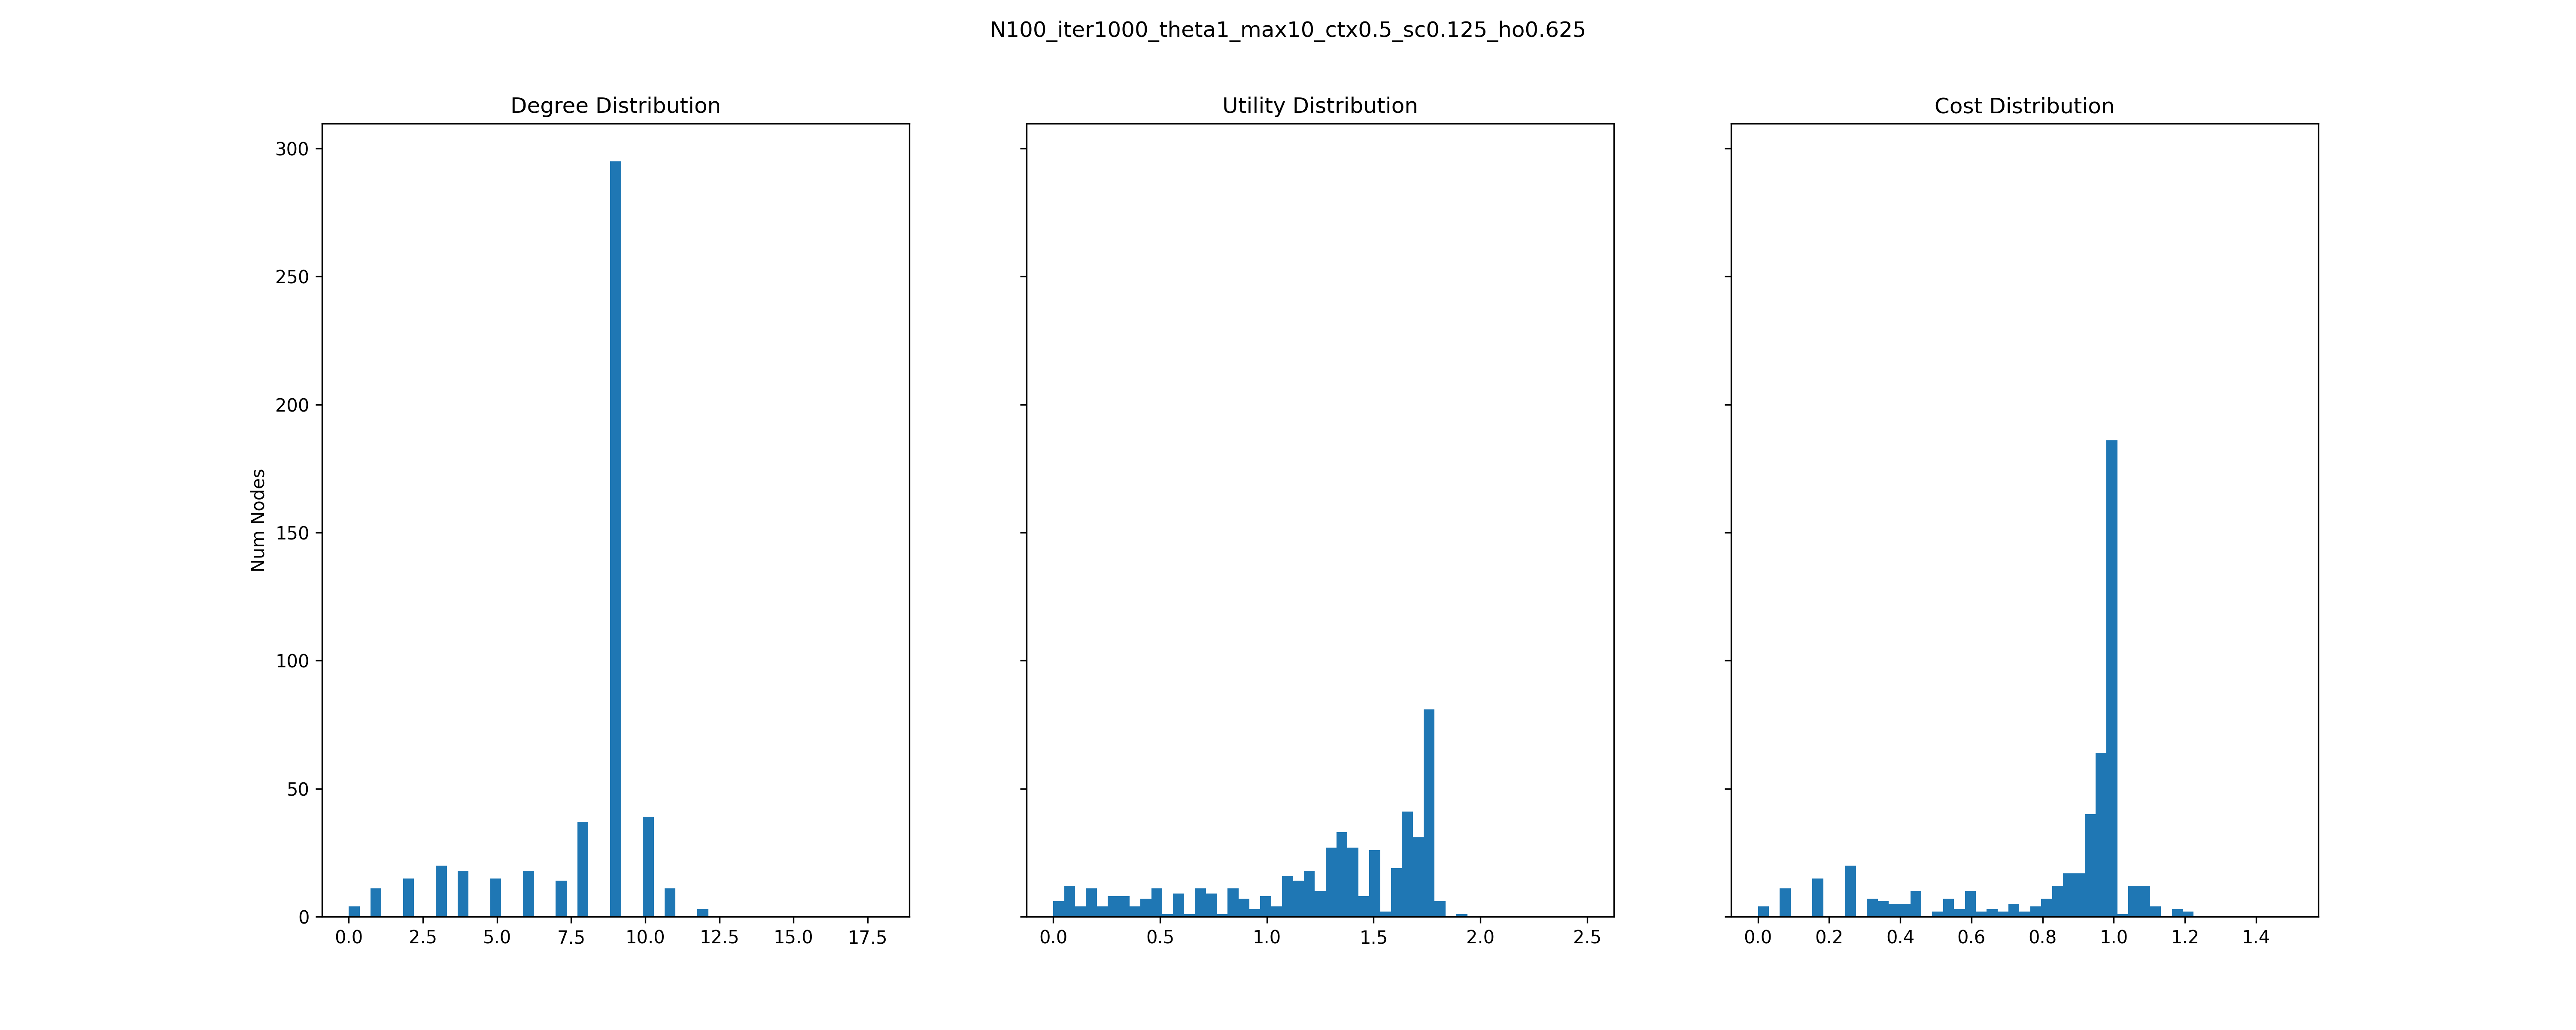 N100_iter1000_theta1_max10_ctx0.5_sc0.125_ho0.625
Degree Distribution
Utility Distribution
Cost Distribution
Num Nodes
300
250
200
150
100
50
0
0.0 2.5 5.0 7.5 10.0 12.5 15.0 17.5
0.0 0.5 1.0 1.5 2.0 2.5
0.0 0.2 0.4 0.6 0.8 1.0 1.2 1.4